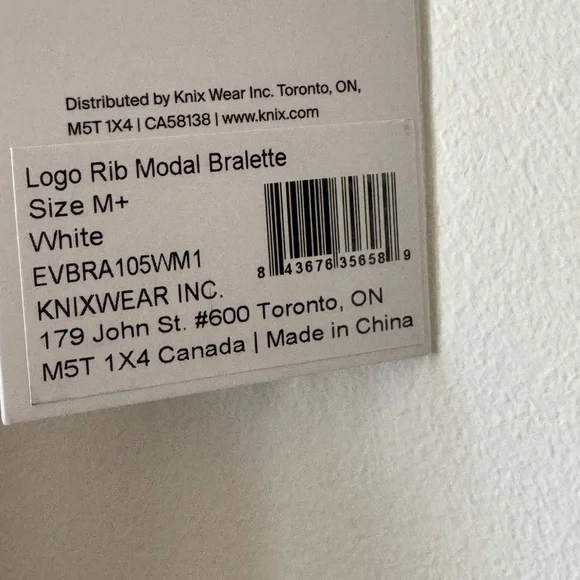 Distributed by Knix Wear Inc. Toronto, ON,
M5T 1X4 | CA58138 | www.knix.com
Logo Rib Modal Bralette
Size M+
White
EVBRA105WM1
8 43676 35658 9
KNIXWEAR INC.
179 John St. #600 Toronto, ON
M5T 1X4 Canada | Made in China